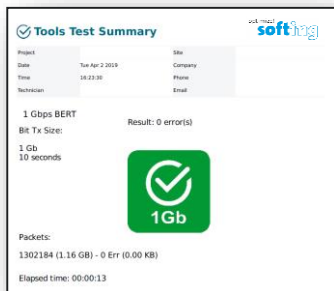 Tools Test Summary
softing
Project
Site
Date Tue Apr 2 2019
Company
Time 16:23:30
Phone
Technician
Email
1 Gbps BERT
Result: 0 error(s)
Bit Tx Size:
1 Gb
10 seconds
1Gb
Packets:
1302184 (1.16 GB) - 0 Err (0.00 KB)
Elapsed time: 00:00:13